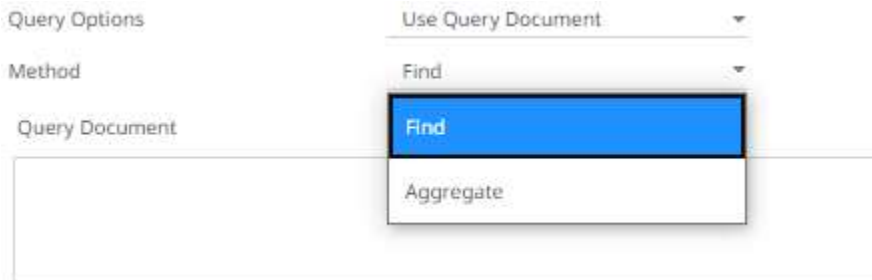 Query Options Use Query Document
Method Find
Query Document Find
Aggregate